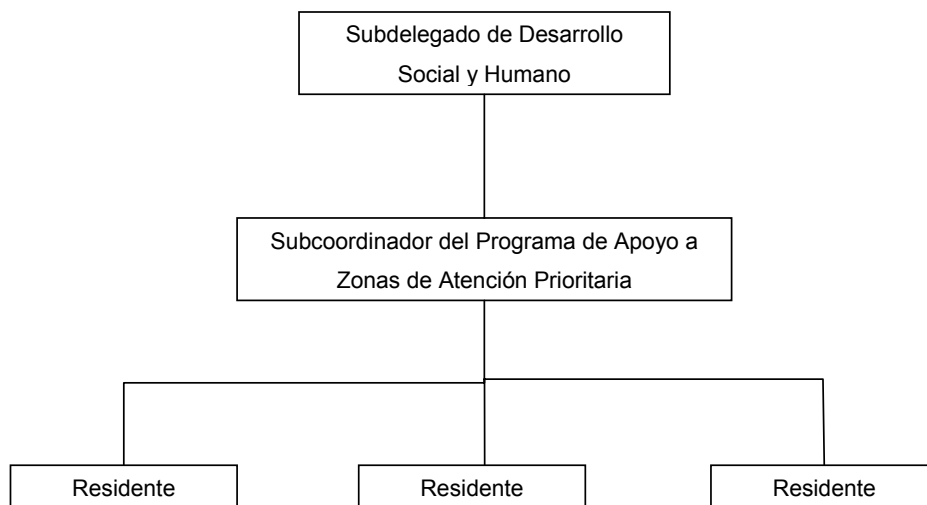 Subdelegado de Desarrollo
Social y Humano
Subcoordinador del Programa de Apoyo a
Zonas de Atención Prioritaria
Residente
Residente
Residente